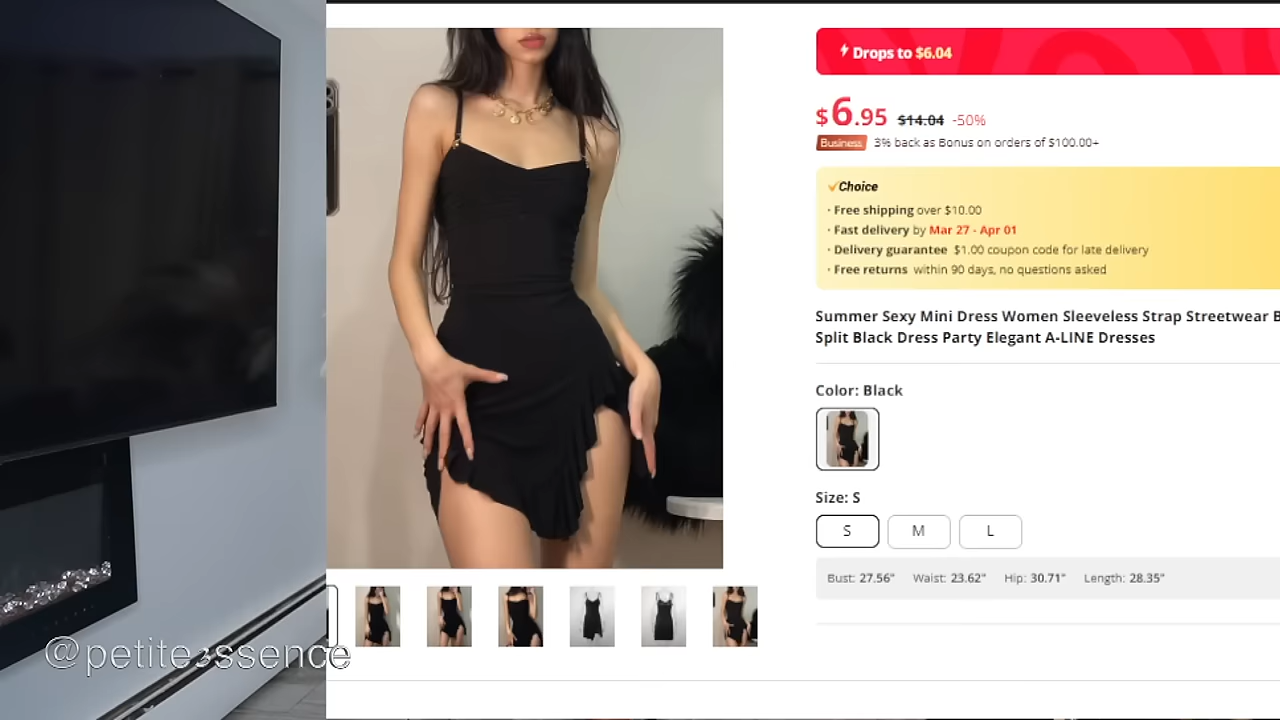 Drops to $6.04
$6.95 $14.04 -50%
Business 3% back as Bonus on orders of $100.00+
Choice
· Free shipping over $10.00
· Fast delivery by Mar 27 - Apr 01
· Delivery guarantee $1.00 coupon code for late delivery
· Free returns within 90 days, no questions asked
Summer Sexy Mini Dress Women Sleeveless Strap Streetwear
Split Black Dress Party Elegant A-LINE Dresses
Color: Black
Size: S
S M L
Bust: 27.56" Waist: 23.62" Hip: 30.71" Length: 28.35"